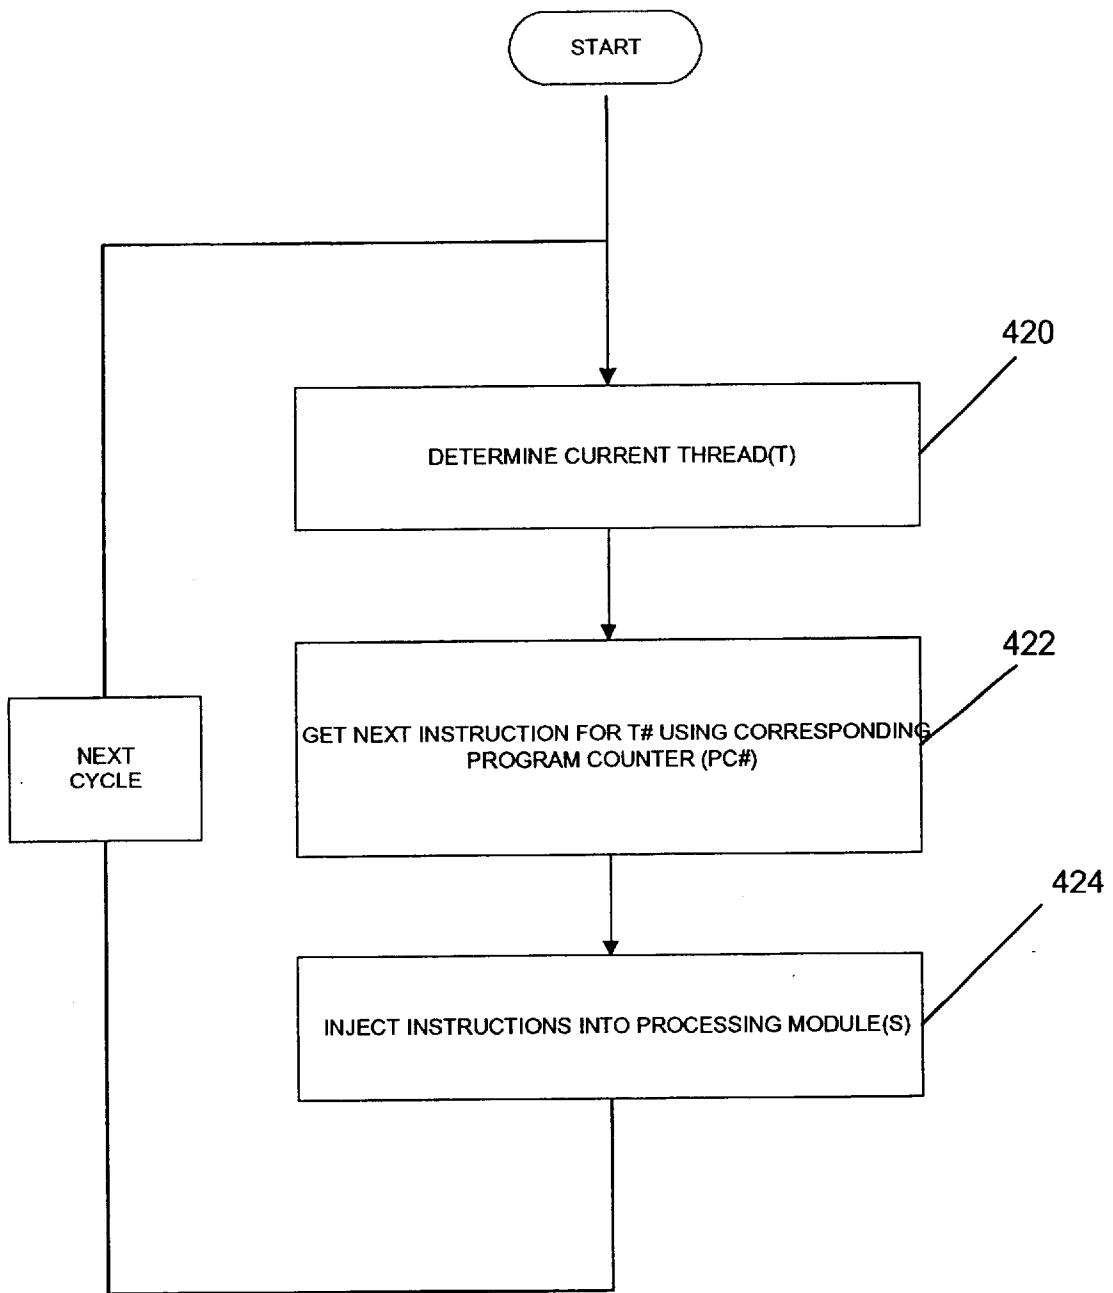 START
420
DETERMINE CURRENT THREAD(T)
422
GET NEXT INSTRUCTION FOR T# USING CORRESPONDING
PROGRAM COUNTER (PC#)
NEXT
CYCLE
424
INJECT INSTRUCTIONS INTO PROCESSING MODULE(S)